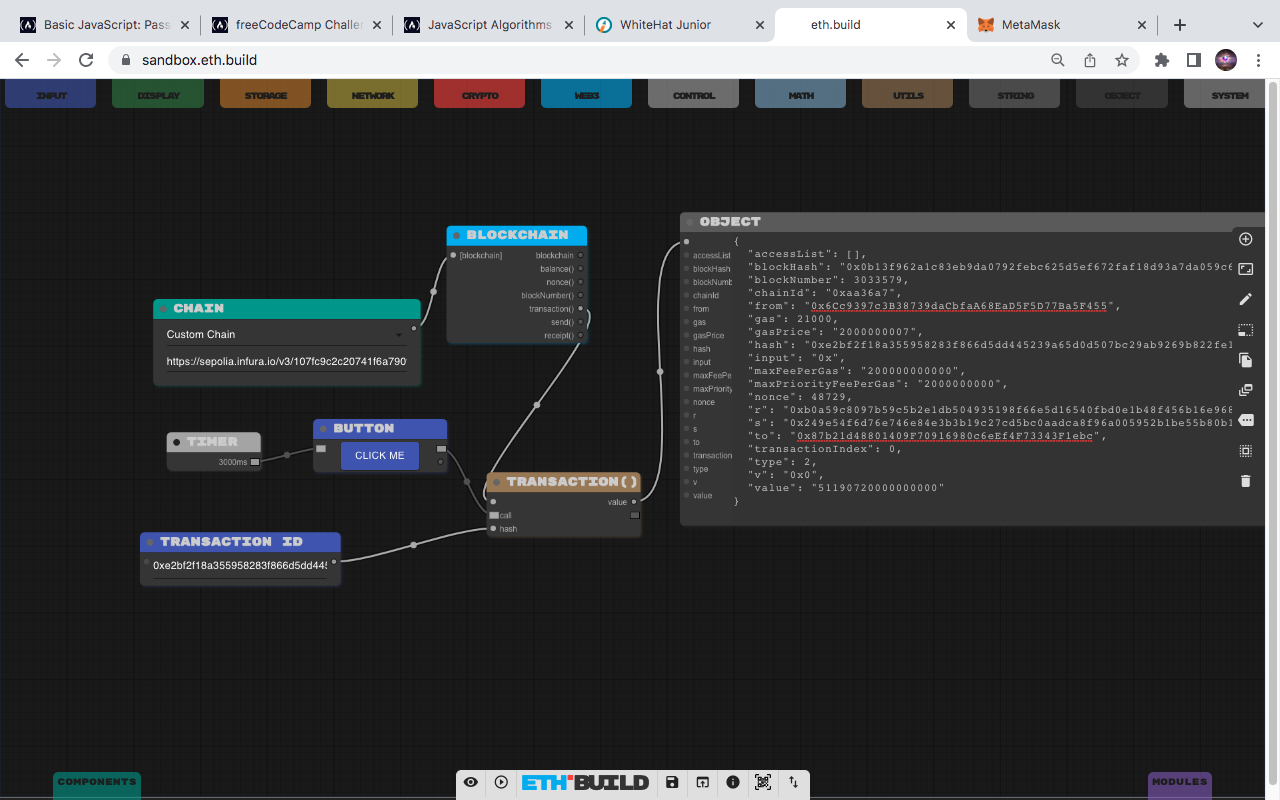 Basic JavaScript: Pass
freeCodeCamp Challer
JavaScript Algorithms
WhiteHat Junior
eth.build
MetaMask
sandbox.eth.build
INPUT
DISPLAY
STORAGE
NETWORK
CRYPTO
WEB3
CONTROL
MATH
UTILS
STRING
OBJECT
SYSTEM
BLOCKCHAIN
[blockchain]
blockchain
balance()
nonce()
blockNumber()
transaction()
send()
receipt()
CHAIN
Custom Chain
https://sepolia.infura.io/v3/107fc9c2c20741f6a790
TIMER
3000ms
BUTTON
CLICK ME
TRANSACTION ID
0xe2bf2f18a355958283f866d5dd445
TRANSACTION()
value
call
hash
OBJECT
accessList
blockHash
blockNumb
chainId
from
gas
gasPrice
hash
input
maxFeePe
maxPriority
nonce
r
s
to
transaction
type
v
value
{
"accessList": [],
"blockHash": "0x0b13f962a1c83eb9da0792febc625d5ef672faf18d93a7da059c6
"blockNumber": 3033579,
"chainId": "0xaa36a7",
"from": "0x6Cc9397c3B38739daCbfaA68EaD5F5D77Ba5F455",
"gas": 21000,
"gasPrice": "2000000007",
"hash": "0xe2bf2f18a355958283f866d5dd445239a65d0d507bc29ab9269b822fe1
"input": "0x",
"maxFeePerGas": "200000000000",
"maxPriorityFeePerGas": "2000000000",
"nonce": 48729,
"r": "0xb0a59c8097b59c5b2e1db504935198f66e5d16540fbd0e1b48f456b16e968
"s": "0x249e54f6d76e746e84e3b3b19c27cd5bc0aadca8f96a005952b1be55b80b1
"to": "0x87b21d48801409F70916980c6eEf4F73343F1ebc",
"transactionIndex": 0,
"type": 2,
"v": "0x0",
"value": "51190720000000000"
}
COMPONENTS
ETH BUILD
MODULES